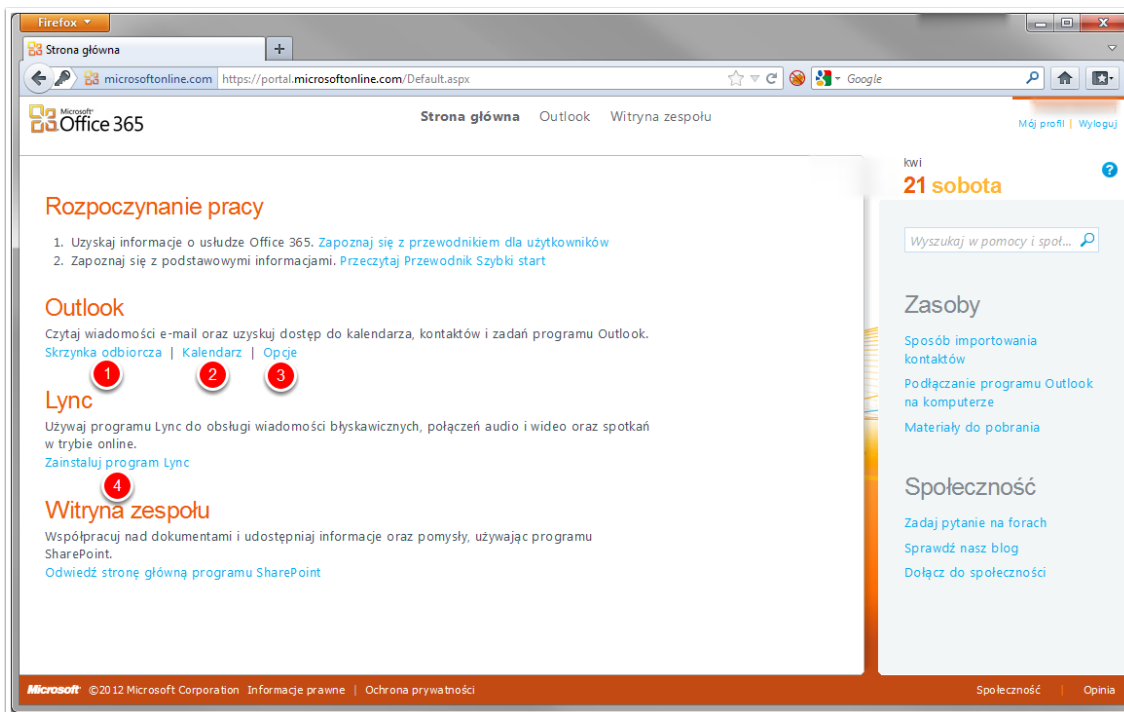 Firefox
Strona główna
microsoftonline.com https://portal.microsoftonline.com/Default.aspx Google
Microsoft
Office 365
Strona główna Outlook Witryna zespołu
Mój profil | Wyloguj
kwi
21 sobota
Rozpoczynanie pracy
1. Uzyskaj informacje o usłudze Office 365. Zapoznaj się z przewodnikiem dla użytkowników
2. Zapoznaj się z podstawowymi informacjami. Przeczytaj Przewodnik Szybki start
Outlook
Czytaj wiadomości e-mail oraz uzyskuj dostęp do kalendarza, kontaktów i zadań programu Outlook.
Skrzynka odbiorcza | Kalendarz | Opcje
1 2 3
Lync
Używaj programu Lync do obsługi wiadomości błyskawicznych, połączeń audio i wideo oraz spotkań
w trybie online.
Zainstaluj program Lync
4
Witryna zespołu
Współpracuj nad dokumentami i udostępniaj informacje oraz pomysły, używając programu
SharePoint.
Odwiedź stronę główną programu SharePoint
Wyszukaj w pomocy i społ...
Zasoby
Sposób importowania
kontaktów
Podłączanie programu Outlook
na komputerze
Materiały do pobrania
Społeczność
Zadaj pytanie na forach
Sprawdź nasz blog
Dołącz do społeczności
Microsoft ©2012 Microsoft Corporation Informacje prawne | Ochrona prywatności
Społeczność | Opinia